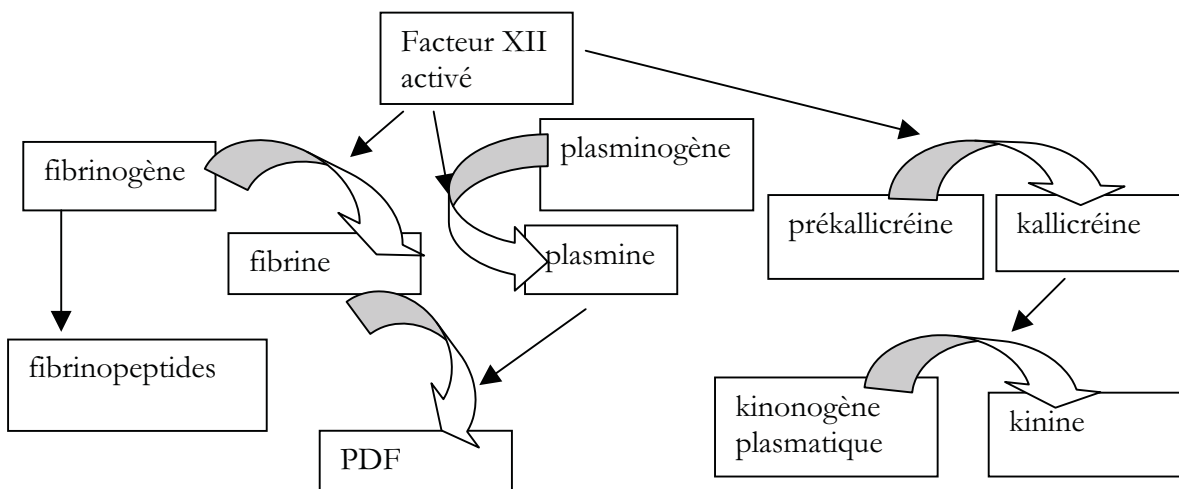 Facteur XII
activé
fibrinogène
plasminogène
prékallicréine
kallicréine
fibrine
plasmine
fibrinopeptides
kinonogène
plasmatique
kinine
PDF